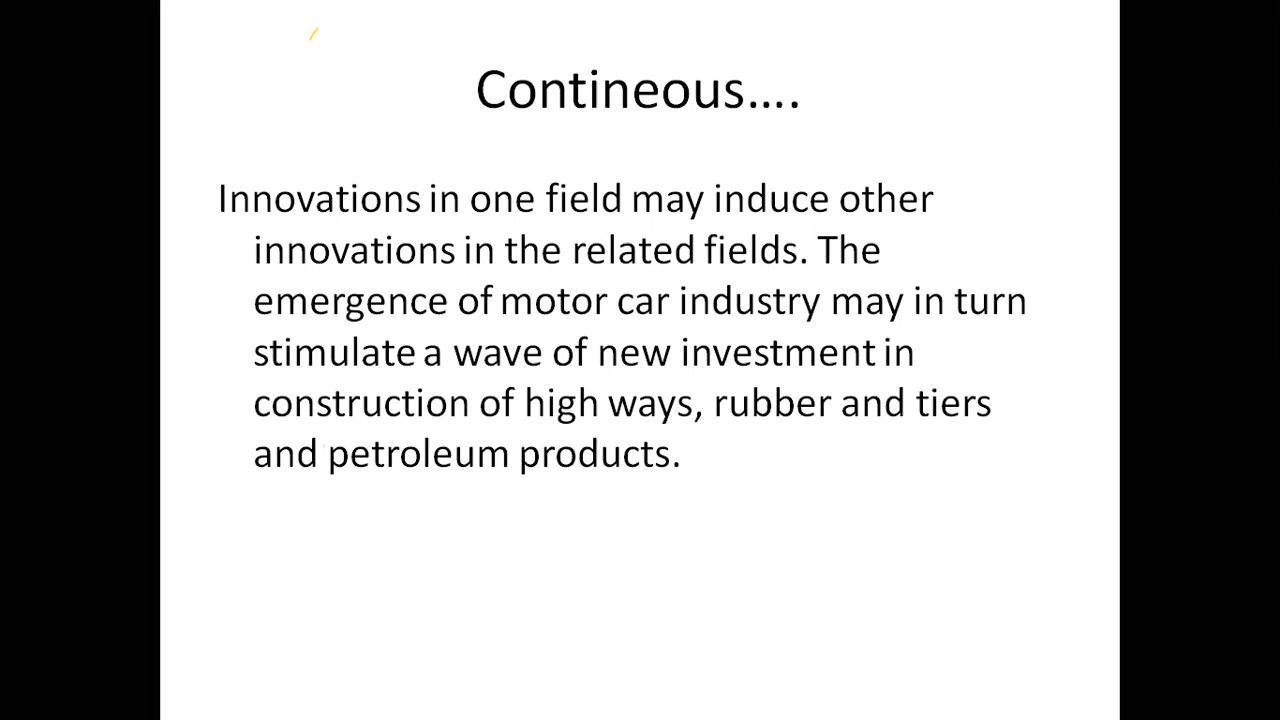 Contineous....
Innovations in one field may induce other
innovations in the related fields. The
emergence of motor car industry may in turn
stimulate a wave of new investment in
construction of high ways, rubber and tiers
and petroleum products.